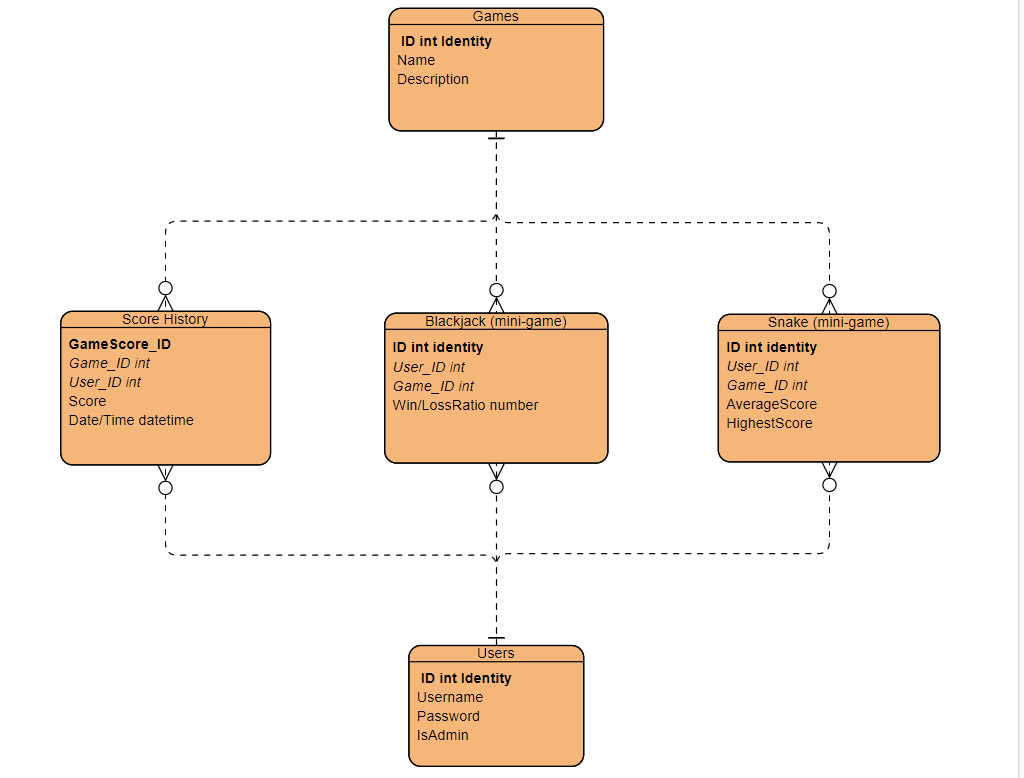 Games
ID int Identity
Name
Description
Score History
GameScore_ID
Game_ID int
User_ID int
Score
Date/Time datetime
Blackjack (mini-game)
ID int identity
User_ID int
Game_ID int
Win/LossRatio number
Snake (mini-game)
ID int identity
User_ID int
Game_ID int
AverageScore
HighestScore
Users
ID int Identity
Username
Password
IsAdmin